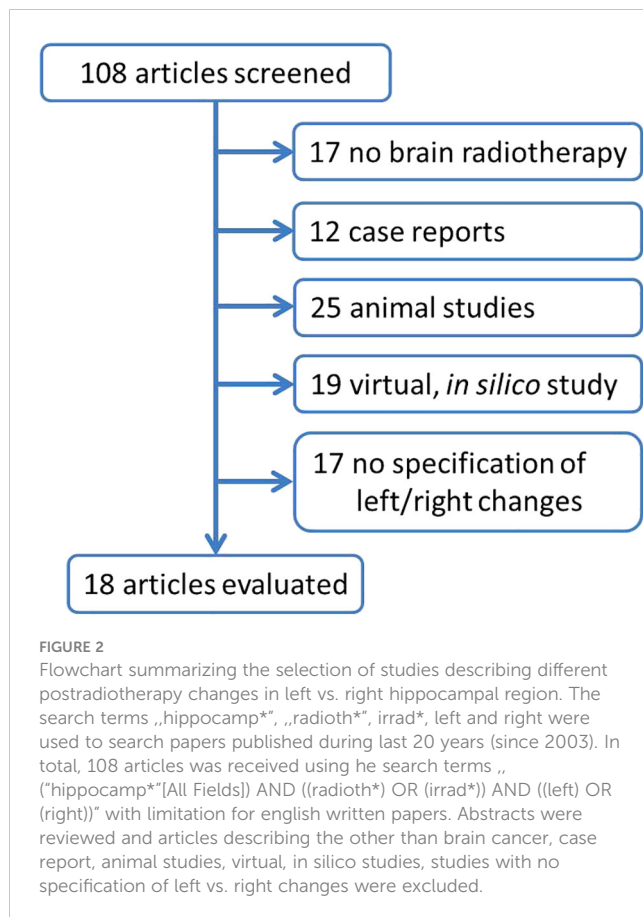 108 articles screened
17 no brain radiotherapy
12 case reports
25 animal studies
19 virtual, in silico study
17 no specification of
left/right changes
18 articles evaluated
FIGURE 2
Flowchart summarizing the selection of studies describing different
postradiotherapy changes in left vs. right hippocampal region. The
search terms ,,hippocamp*”, ,,radioth*”, irrad*, left and right were
used to search papers published during last 20 years (since 2003). In
total, 108 articles was received using he search terms ,,
(“hippocamp*”[All Fields]) AND ((radioth*) OR (irrad*)) AND ((left) OR
(right))” with limitation for english written papers. Abstracts were
reviewed and articles describing the other than brain cancer, case
report, animal studies, virtual, in silico studies, studies with no
specification of left vs. right changes were excluded.